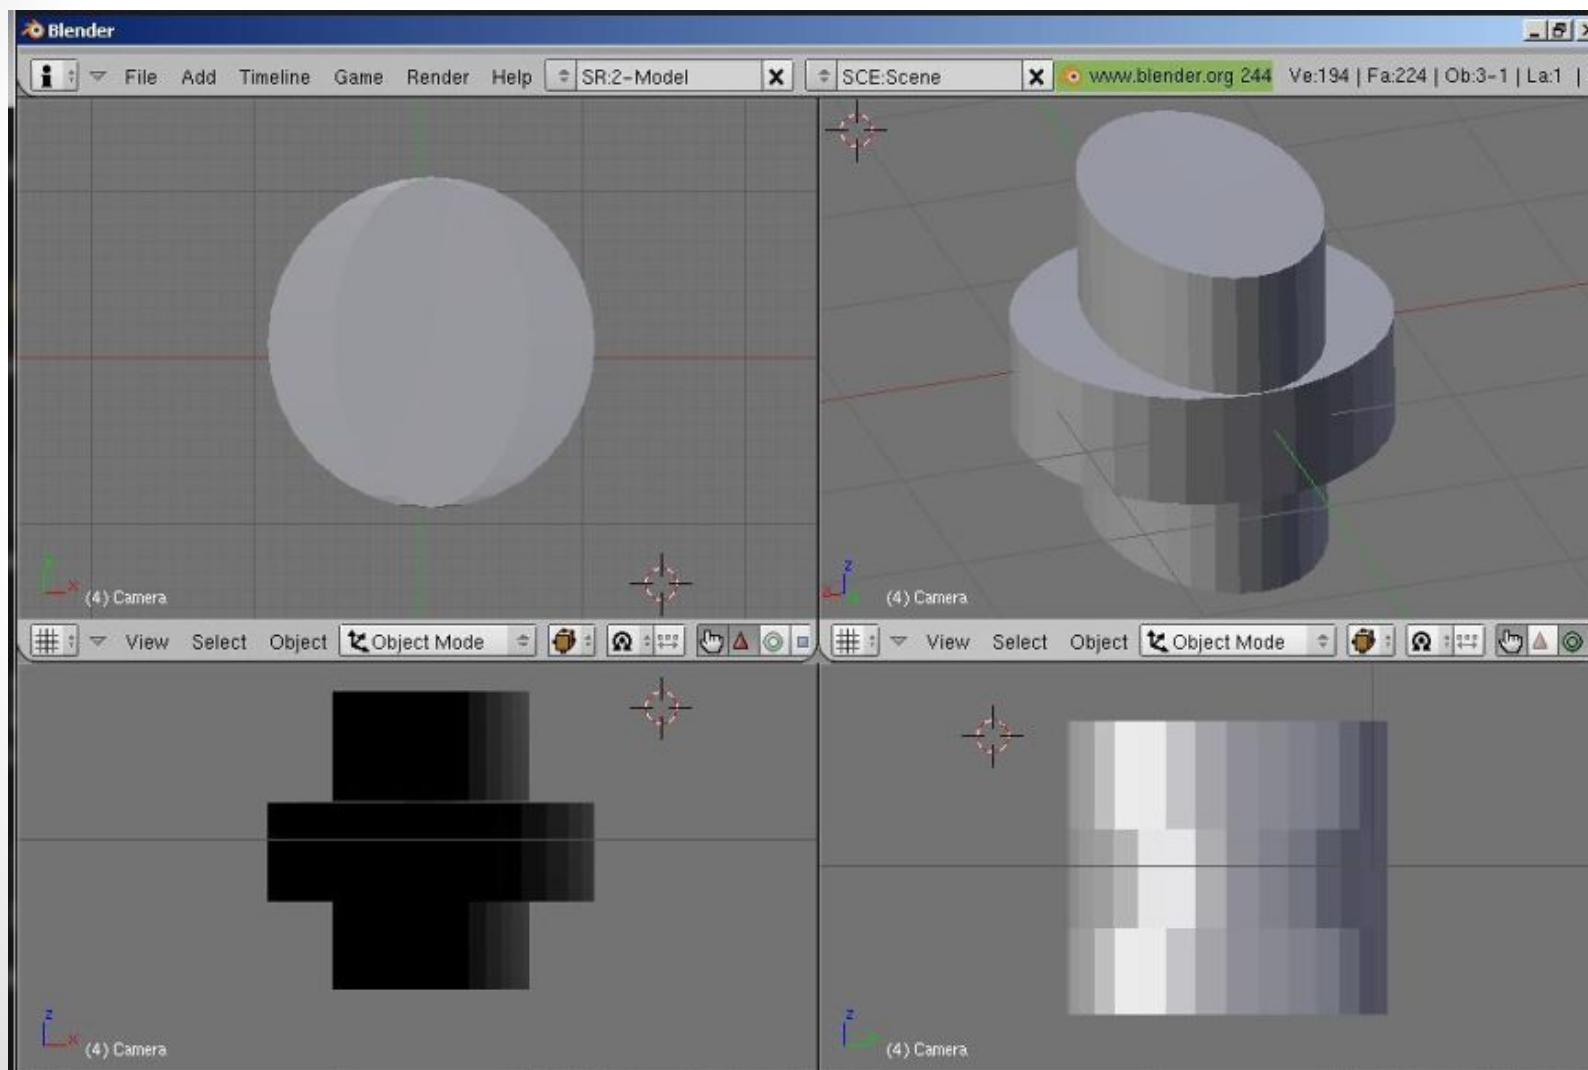 Blender
File Add Timeline Game Render Help SR:2-Model SCE:Scene www.blender.org 244 Ve:194 | Fa:224 | Ob:3-1 | La:1 |
x
(4) Camera
z
(4) Camera
View Select Object Object Mode
View Select Object Object Mode
z
x
(4) Camera
z
(4) Camera